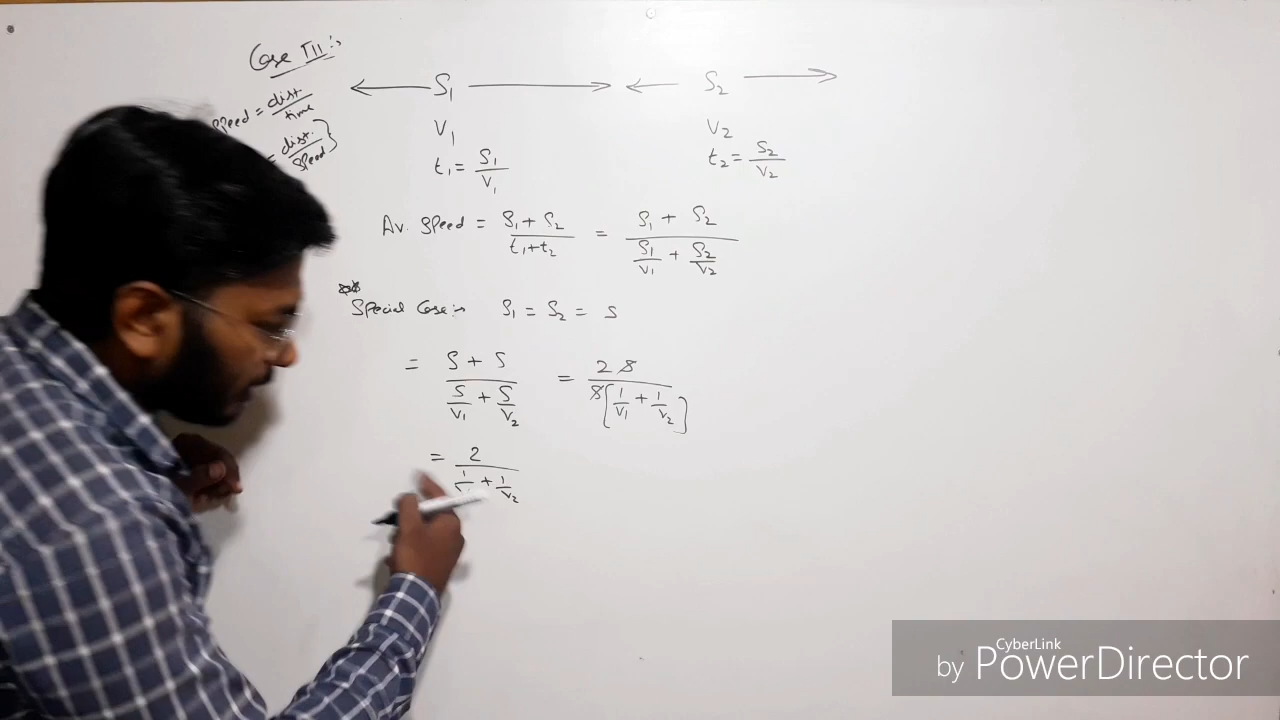 Case III :-
S₁ S₂
Speed = dist./time
V₁ V₂
= dist./Speed }
t₁ = S₁/V₁ t₂ = S₂/V₂
Av. Speed = S₁ + S₂ / t₁ + t₂ = S₁ + S₂ / S₁/V₁ + S₂/V₂
Special Case :- S₁ = S₂ = S
= S + S / S/V₁ + S/V₂ = 2S / S[1/V₁ + 1/V₂]
= 2 / 1/V₁ + 1/V₂
CyberLink
by PowerDirector